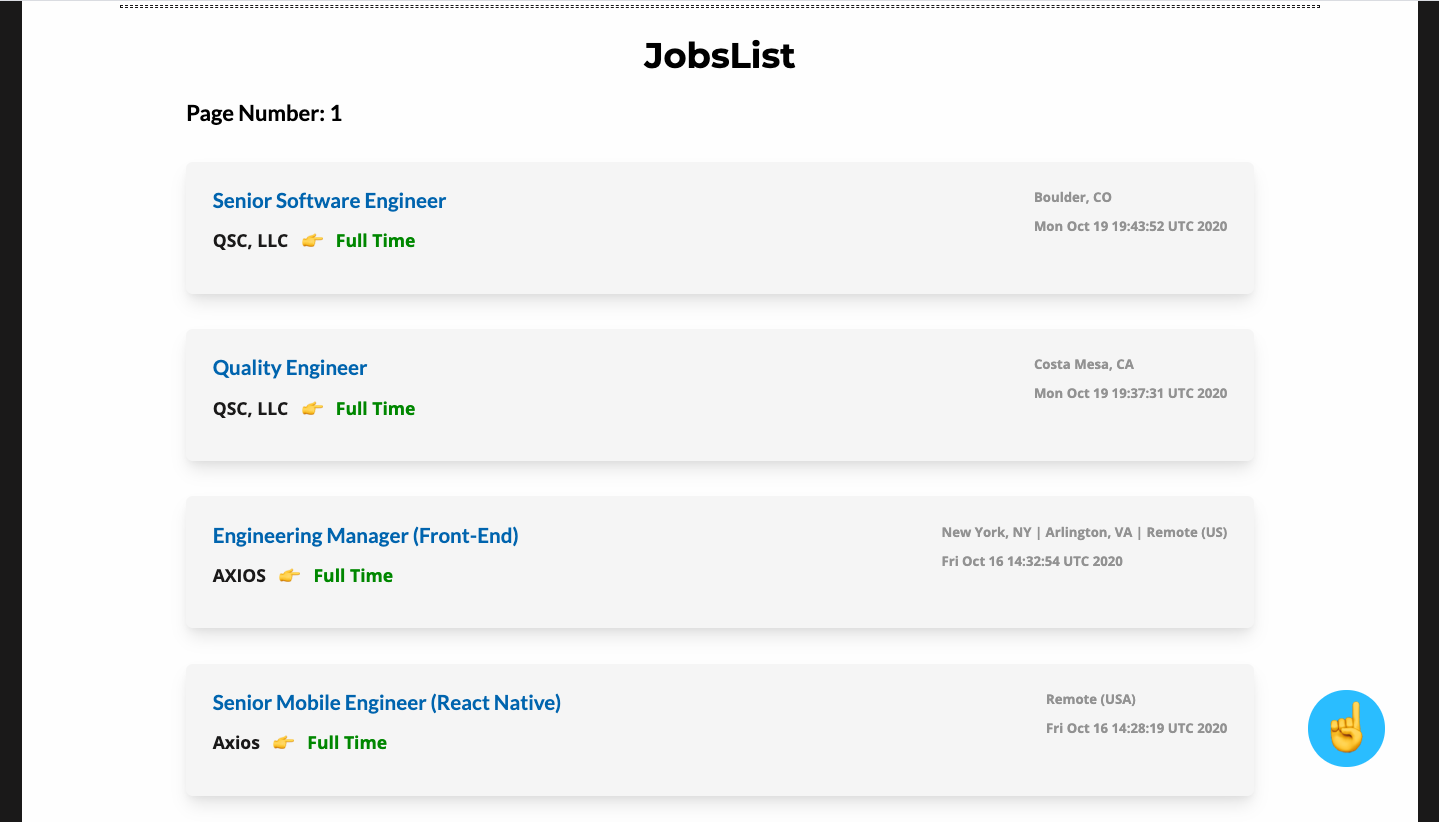 JobsList
Page Number: 1
Senior Software Engineer
Boulder, CO
QSC, LLC 👉 Full Time
Mon Oct 19 19:43:52 UTC 2020
Quality Engineer
Costa Mesa, CA
QSC, LLC 👉 Full Time
Mon Oct 19 19:37:31 UTC 2020
Engineering Manager (Front-End)
New York, NY | Arlington, VA | Remote (US)
AXIOS 👉 Full Time
Fri Oct 16 14:32:54 UTC 2020
Senior Mobile Engineer (React Native)
Remote (USA)
Axios 👉 Full Time
Fri Oct 16 14:28:19 UTC 2020